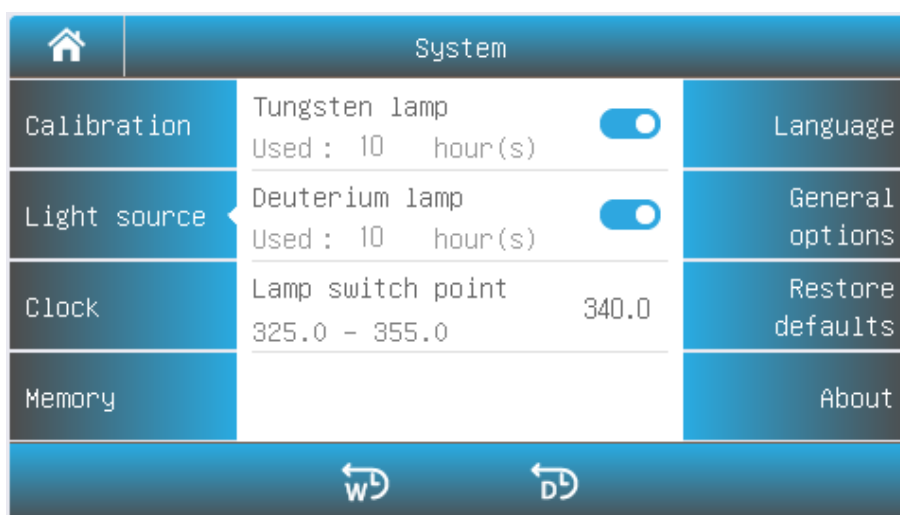 System
Calibration
Light source
Clock
Memory
Tungsten lamp
Used : 10 hour(s)
Deuterium lamp
Used : 10 hour(s)
Lamp switch point
340.0
325.0 - 355.0
Language
General
options
Restore
defaults
About
W
D